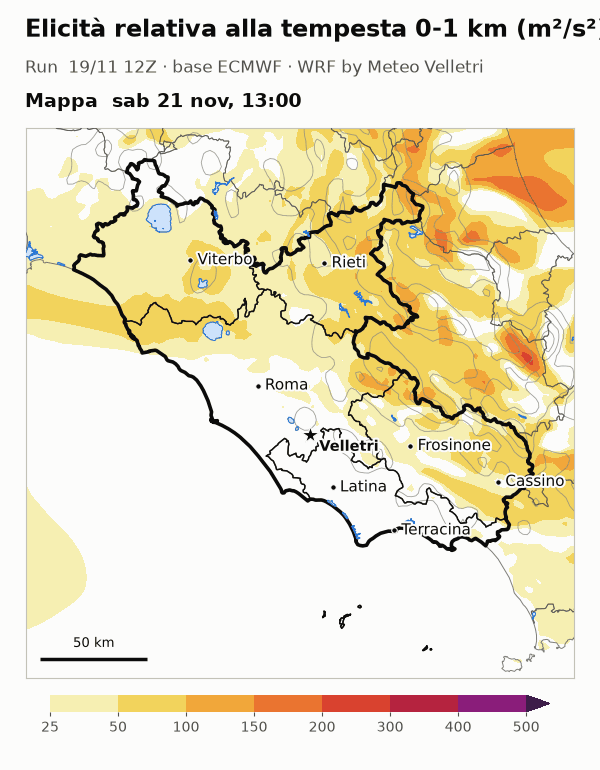 Elicità relativa alla tempesta 0-1 km (m²/s²)
Run 19/11 12Z · base ECMWF · WRF by Meteo Velletri
Mappa sab 21 nov, 13:00
Viterbo
Rieti
Roma
Velletri
Frosinone
Cassino
Latina
Terracina
50 km
25 50 100 150 200 300 400 500